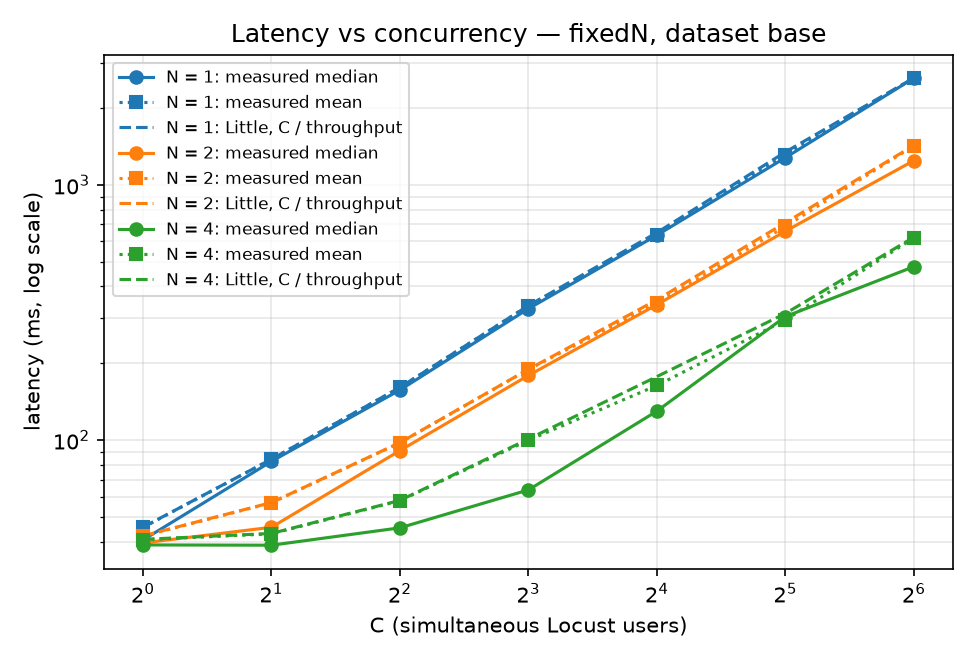 Latency vs concurrency — fixedN, dataset base
N = 1: measured median
N = 1: measured mean
N = 1: Little, C / throughput
N = 2: measured median
N = 2: measured mean
N = 2: Little, C / throughput
N = 4: measured median
N = 4: measured mean
N = 4: Little, C / throughput
latency (ms, log scale)
10³
10²
2⁰ 2¹ 2² 2³ 2⁴ 2⁵ 2⁶
C (simultaneous Locust users)